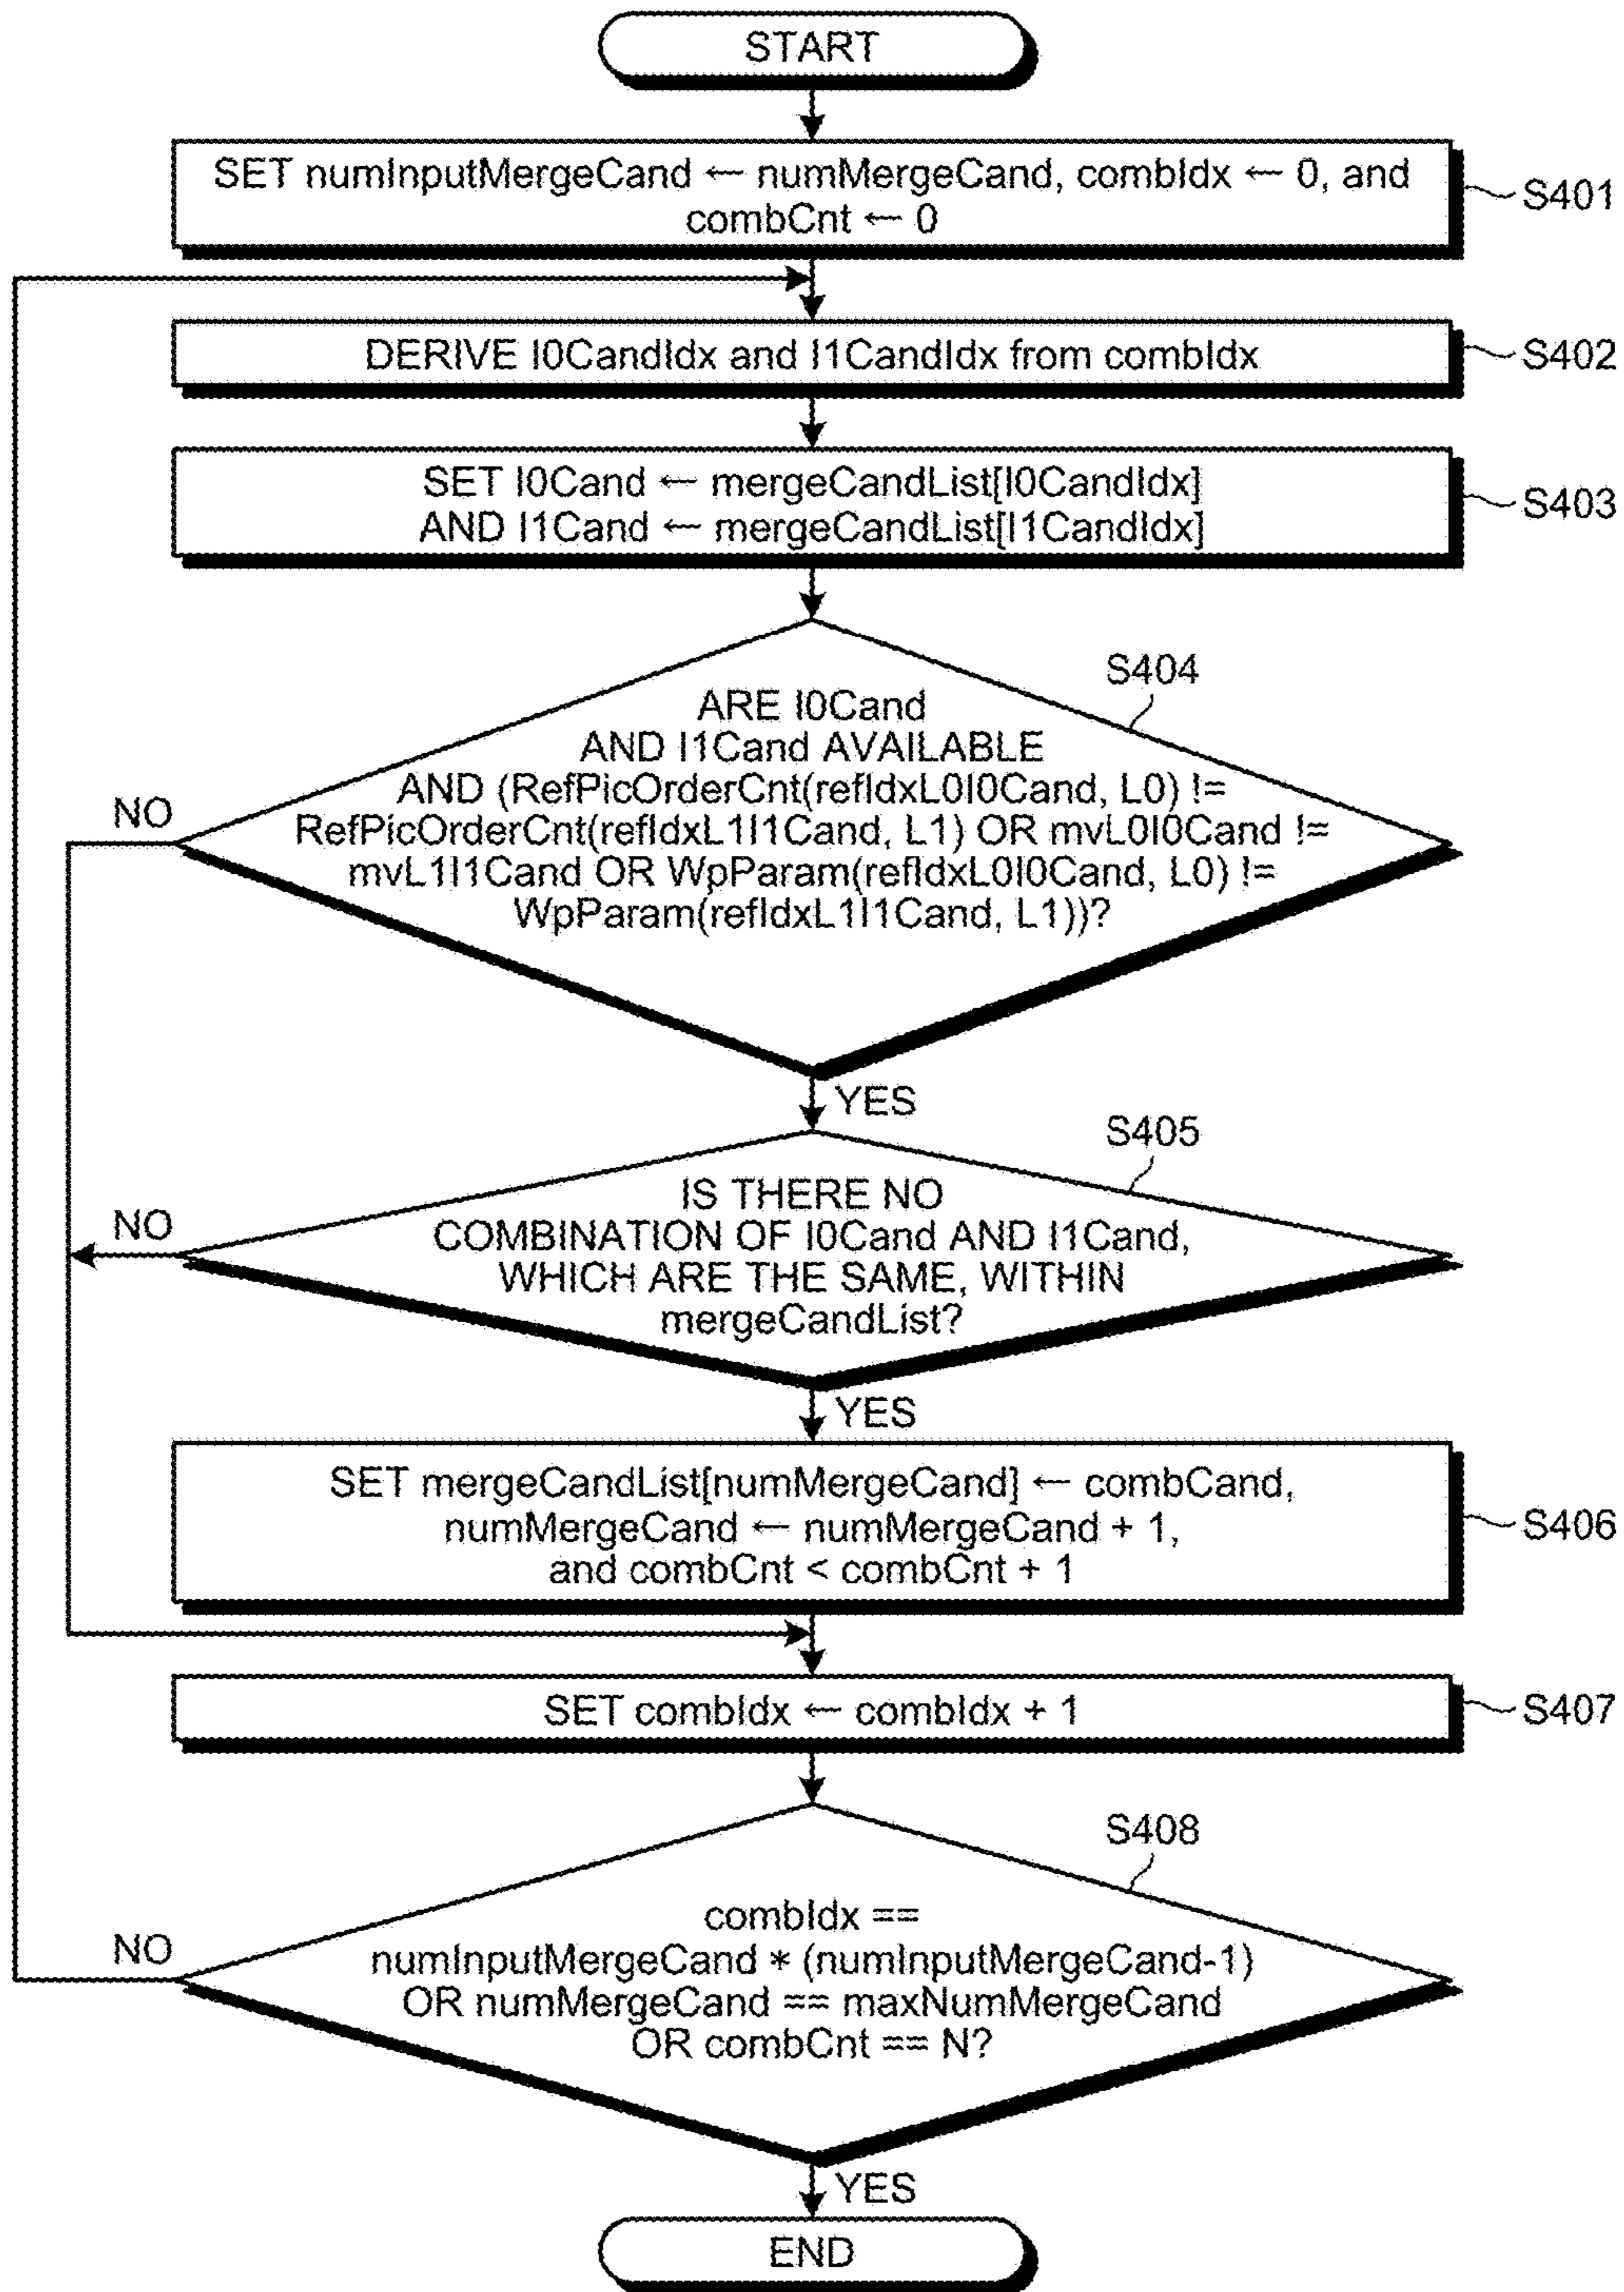 START
SET numInputMergeCand ← numMergeCand, combIdx ← 0, and
combCnt ← 0
S401
DERIVE l0CandIdx and l1CandIdx from combIdx
S402
SET l0Cand ← mergeCandList[l0CandIdx]
AND l1Cand ← mergeCandList[l1CandIdx]
S403
S404
ARE l0Cand
AND l1Cand AVAILABLE
AND (RefPicOrderCnt(refIdxL0l0Cand, L0) !=
RefPicOrderCnt(refIdxL1l1Cand, L1) OR mvL0l0Cand !=
mvL1l1Cand OR WpParam(refIdxL0l0Cand, L0) !=
WpParam(refIdxL1l1Cand, L1))?
NO
YES
S405
IS THERE NO
COMBINATION OF l0Cand AND l1Cand,
WHICH ARE THE SAME, WITHIN
mergeCandList?
NO
YES
SET mergeCandList[numMergeCand] ← combCand,
numMergeCand ← numMergeCand + 1,
and combCnt < combCnt + 1
S406
SET combIdx ← combIdx + 1
S407
S408
combIdx ==
numInputMergeCand * (numInputMergeCand-1)
OR numMergeCand == maxNumMergeCand
OR combCnt == N?
NO
YES
END